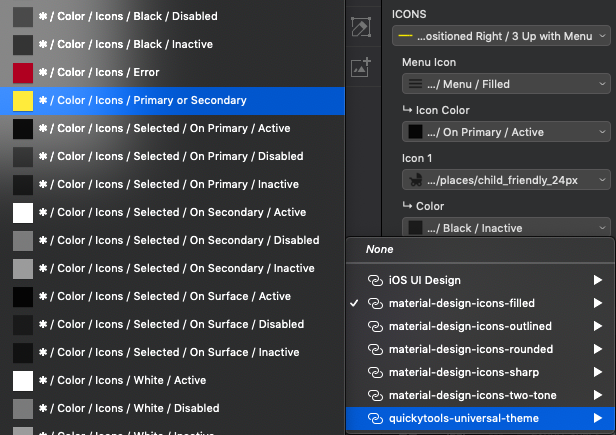 ✱ / Color / Icons / Black / Disabled
✱ / Color / Icons / Black / Inactive
✱ / Color / Icons / Error
✱ / Color / Icons / Primary or Secondary
✱ / Color / Icons / Selected / On Primary / Active
✱ / Color / Icons / Selected / On Primary / Disabled
✱ / Color / Icons / Selected / On Primary / Inactive
✱ / Color / Icons / Selected / On Secondary / Active
✱ / Color / Icons / Selected / On Secondary / Disabled
✱ / Color / Icons / Selected / On Secondary / Inactive
✱ / Color / Icons / Selected / On Surface / Active
✱ / Color / Icons / Selected / On Surface / Disabled
✱ / Color / Icons / Selected / On Surface / Inactive
✱ / Color / Icons / White / Active
✱ / Color / Icons / White / Disabled
✱ / Color / Icons / White / Inactive
ICONS
...ositioned Right / 3 Up with Menu
Menu Icon
.../ Menu / Filled
↳ Icon Color
.../ On Primary / Active
Icon 1
.../places/child_friendly_24px
↳ Color
.../ Black / Inactive
None
iOS UI Design
✓ material-design-icons-filled
material-design-icons-outlined
material-design-icons-rounded
material-design-icons-sharp
material-design-icons-two-tone
quickytools-universal-theme